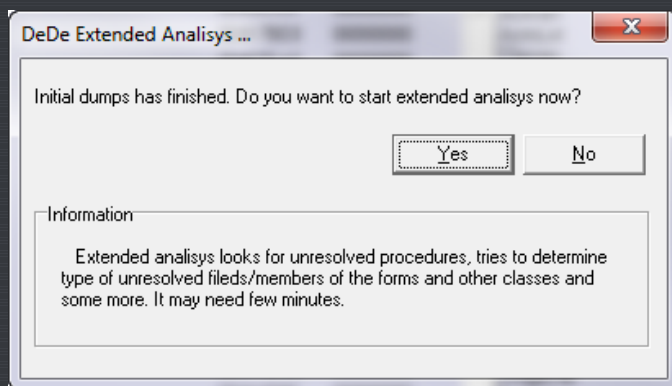 DeDe Extended Analisys ...
Initial dumps has finished. Do you want to start extended analisys now?
Yes
No
Information
Extended analisys looks for unresolved procedures, tries to determine
type of unresolved fileds/members of the forms and other classes and
some more. It may need few minutes.